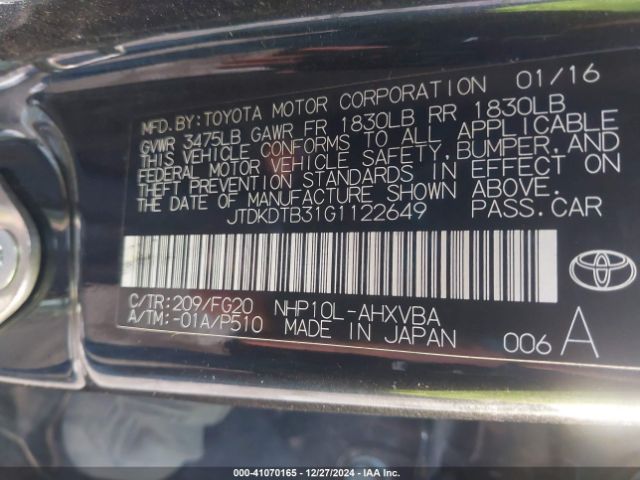 MFD.BY:TOYOTA MOTOR CORPORATION 01/16
GVWR 3475LB GAWR FR 1830LB RR 1830LB
THIS VEHICLE CONFORMS TO ALL APPLICABLE
FEDERAL MOTOR VEHICLE SAFETY,BUMPER,AND
THEFT PREVENTION STANDARDS IN EFFECT ON
THE DATE OF MANUFACTURE SHOWN ABOVE.
JTDKDTB31G1122649 PASS.CAR
C/TR:209/FG20 NHP10L-AHXVBA
A/TM:-01A/P510 MADE IN JAPAN 006 A
TOYOTA
000-41070165 - 12/27/2024 - IAA Inc.